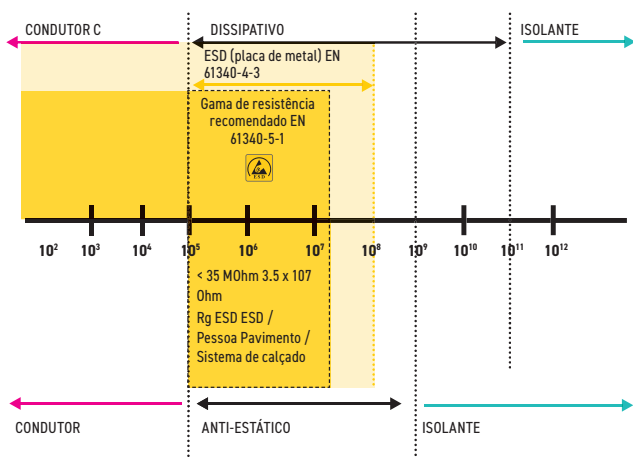 CONDUTOR C
DISSIPATIVO
ISOLANTE
ESD (placa de metal) EN
61340-4-3
Gama de resistência
recomendado EN
61340-5-1
ESD
10² 10³ 10⁴ 10⁵ 10⁶ 10⁷ 10⁸ 10⁹ 10¹⁰ 10¹¹ 10¹²
< 35 MOhm 3.5 x 107
Ohm
Rg ESD ESD /
Pessoa Pavimento /
Sistema de calçado
CONDUTOR
ANTI-ESTÁTICO
ISOLANTE